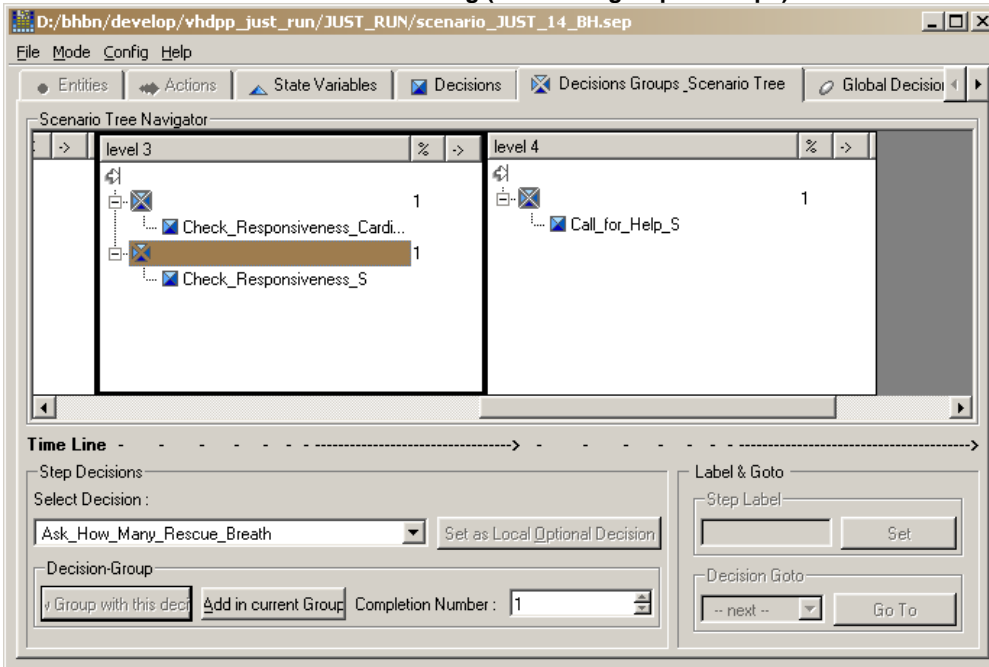 D:/bhbn/develop/vhdpp_just_run/JUST_RUN/scenario_JUST_14_BH.sep
File Mode Config Help
Entities Actions State Variables Decisions Decisions Groups_Scenario Tree Global Decision
Scenario Tree Navigator
-> level 3 % -> level 4 % ->
1 1
Check_Responsiveness_Cardi... Call_for_Help_S
1
Check_Responsiveness_S
Time Line - - - - - - - -----------------------------------> - - - - - - - ---------------------------------------->
Step Decisions Label & Goto
Select Decision : Step Label
Ask_How_Many_Rescue_Breath Set as Local Optional Decision Set
Decision-Group Decision Goto
Group with this deci Add in current Group Completion Number : 1 -- next -- Go To